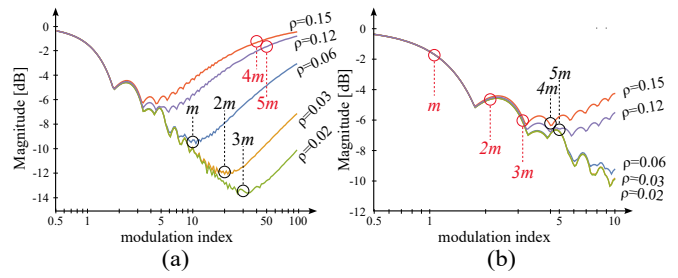 0
-2
-4
-6
-8
-10
-12
-14
Magnitude [dB]
0.5
1
5
10
50
100
modulation index
ρ=0.15
ρ=0.12
ρ=0.06
ρ=0.03
ρ=0.02
m
2m
3m
4m
5m
(a)
0
-2
-4
-6
-8
-10
-12
Magnitude [dB]
0.5
1
5
10
modulation index
ρ=0.15
ρ=0.12
ρ=0.06
ρ=0.03
ρ=0.02
m
2m
3m
4m
5m
(b)